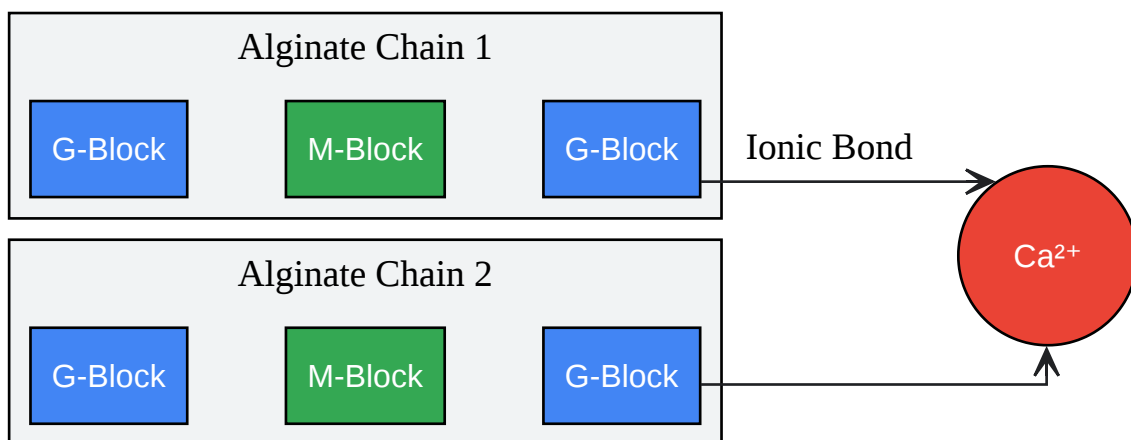 Alginate Chain 1
G-Block
M-Block
G-Block
Ionic Bond
Ca²⁺
Alginate Chain 2
G-Block
M-Block
G-Block